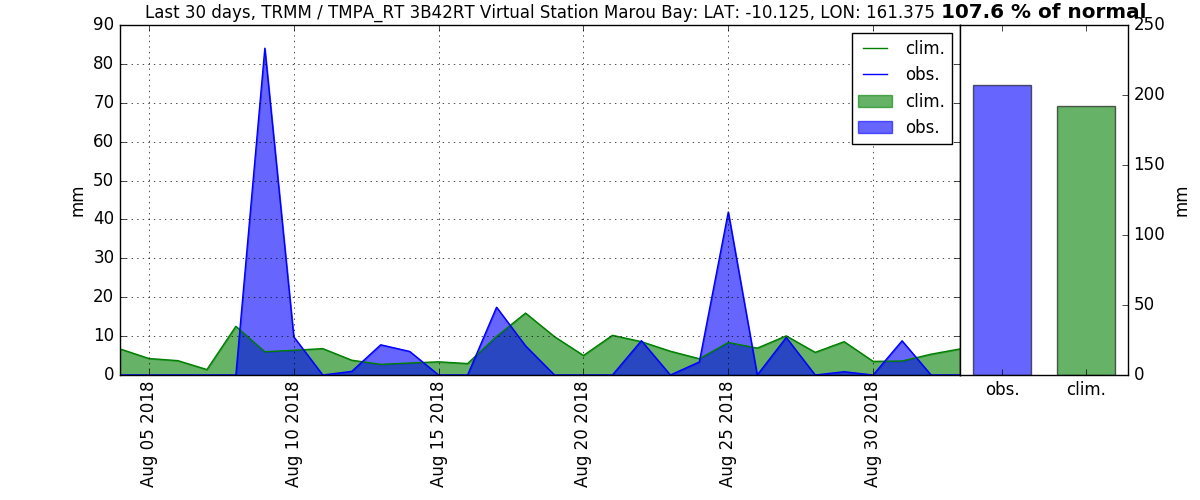 Last 30 days, TRMM / TMPA_RT 3B42RT Virtual Station Marou Bay: LAT: -10.125, LON: 161.375 107.6 % of normal
90
80
70
60
50
40
30
20
10
0
mm
clim.
obs.
clim.
obs.
Aug 05 2018
Aug 10 2018
Aug 15 2018
Aug 20 2018
Aug 25 2018
Aug 30 2018
250
200
150
100
50
0
mm
obs.
clim.